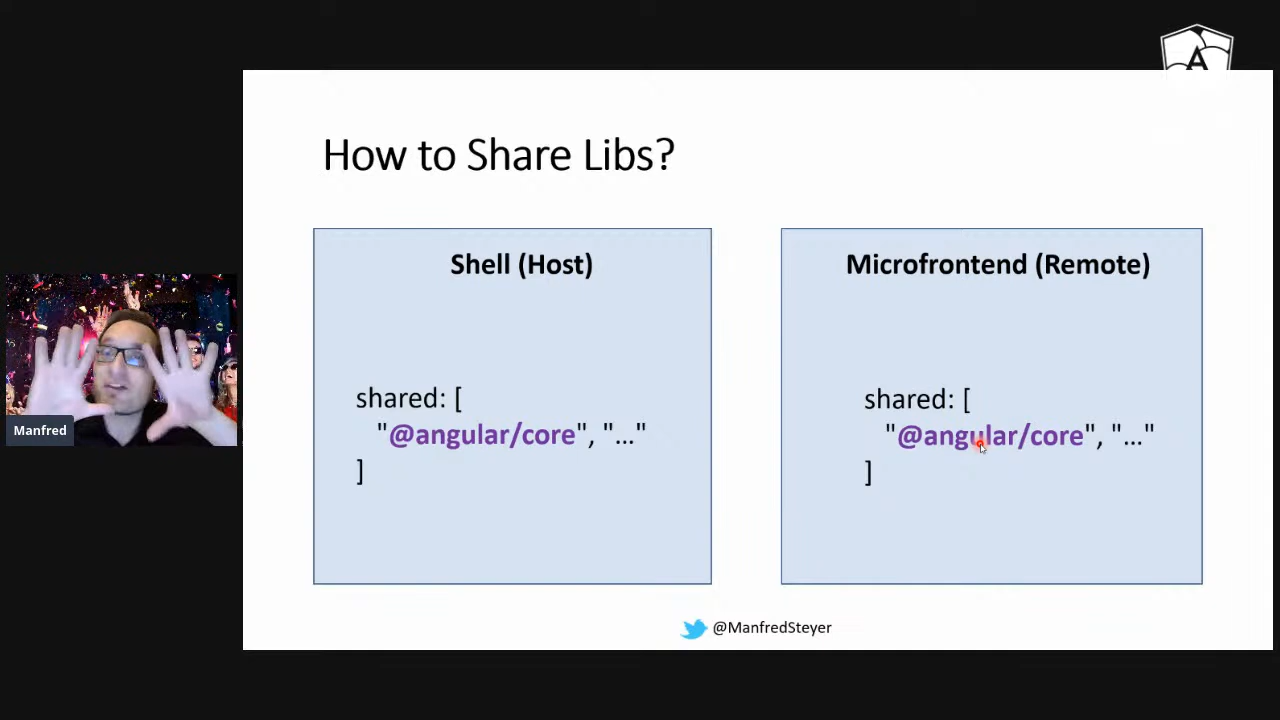 How to Share Libs?
Shell (Host)
shared: [
"@angular/core", "..."
]
Microfrontend (Remote)
shared: [
"@angular/core", "..."
]
@ManfredSteyer
Manfred
A